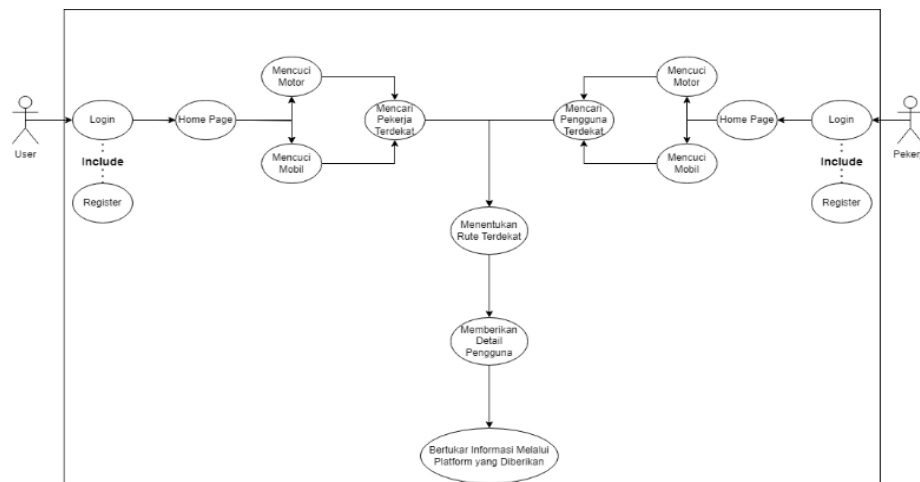 User
Login
Include
Register
Home Page
Mencuci
Motor
Mencuci
Mobil
Mencari
Pekerja
Terdekat
Mencari
Pengguna
Terdekat
Mencuci
Motor
Mencuci
Mobil
Home Page
Login
Include
Register
Pekerj
Menentukan
Rute Terdekat
Memberikan
Detail
Pengguna
Bertukar Informasi Melalui
Platform yang Diberikan